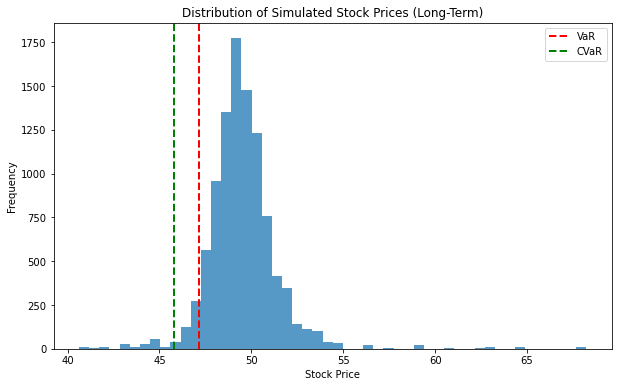 Distribution of Simulated Stock Prices (Long-Term)
VaR
CVaR
Frequency
1750
1500
1250
1000
750
500
250
0
40 45 50 55 60 65
Stock Price